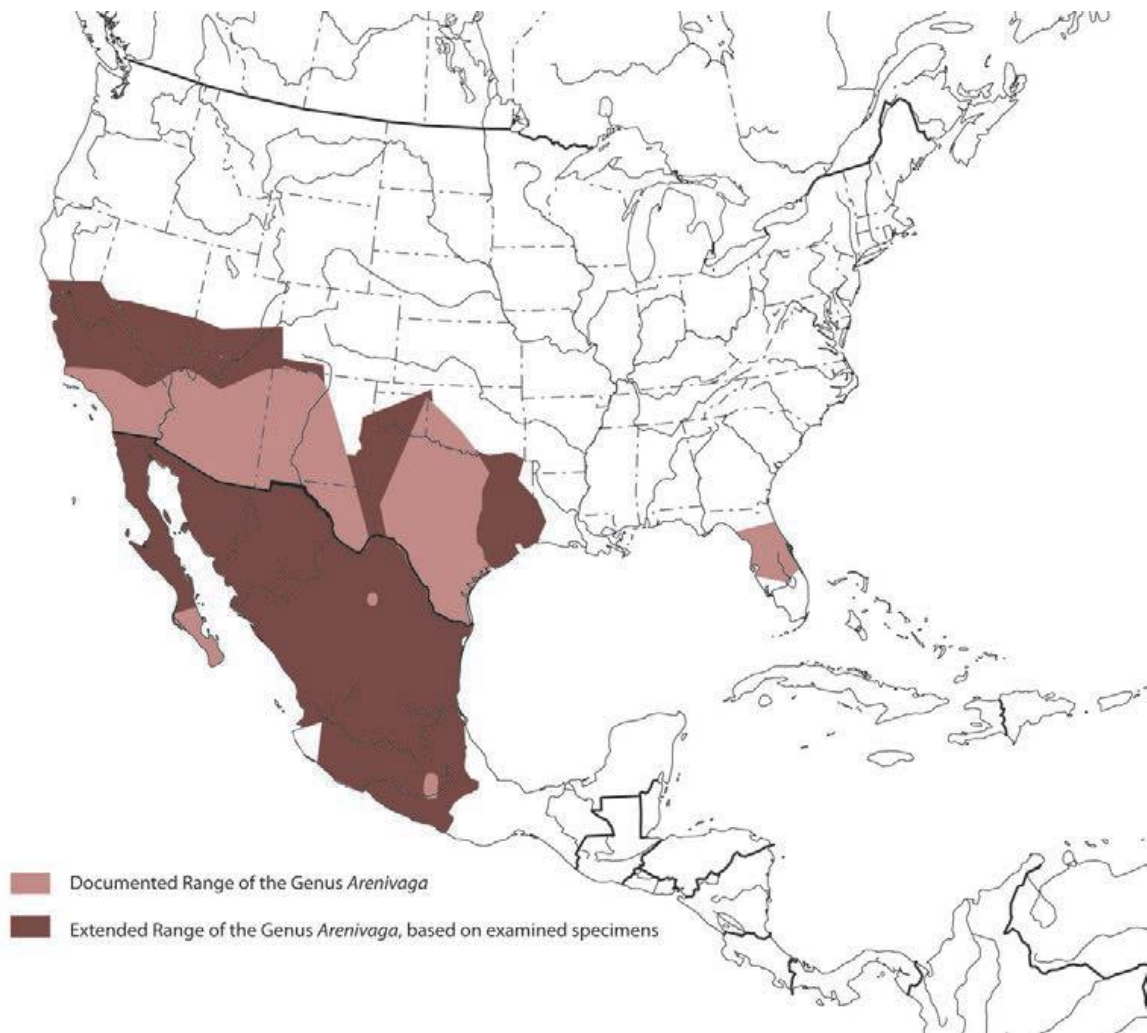 Documented Range of the Genus Arenivaga
Extended Range of the Genus Arenivaga, based on examined specimens